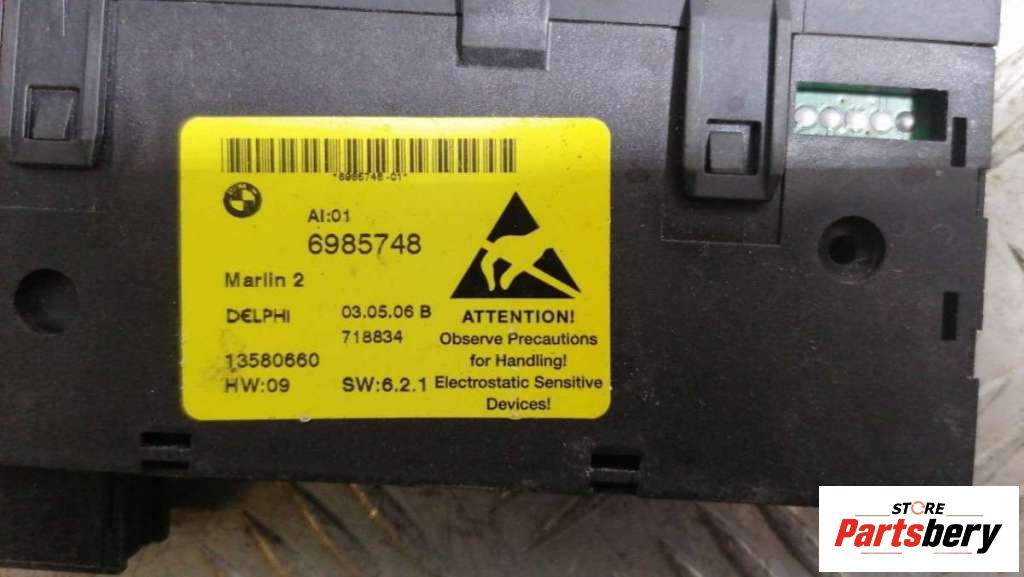 *6985748-01*
AI:01
6985748
Marlin 2
DELPHI
03.05.06 B
718834
13580660
HW:09
SW:6.2.1
ATTENTION!
Observe Precautions
for Handling!
Electrostatic Sensitive
Devices!
STORE
Partsbery